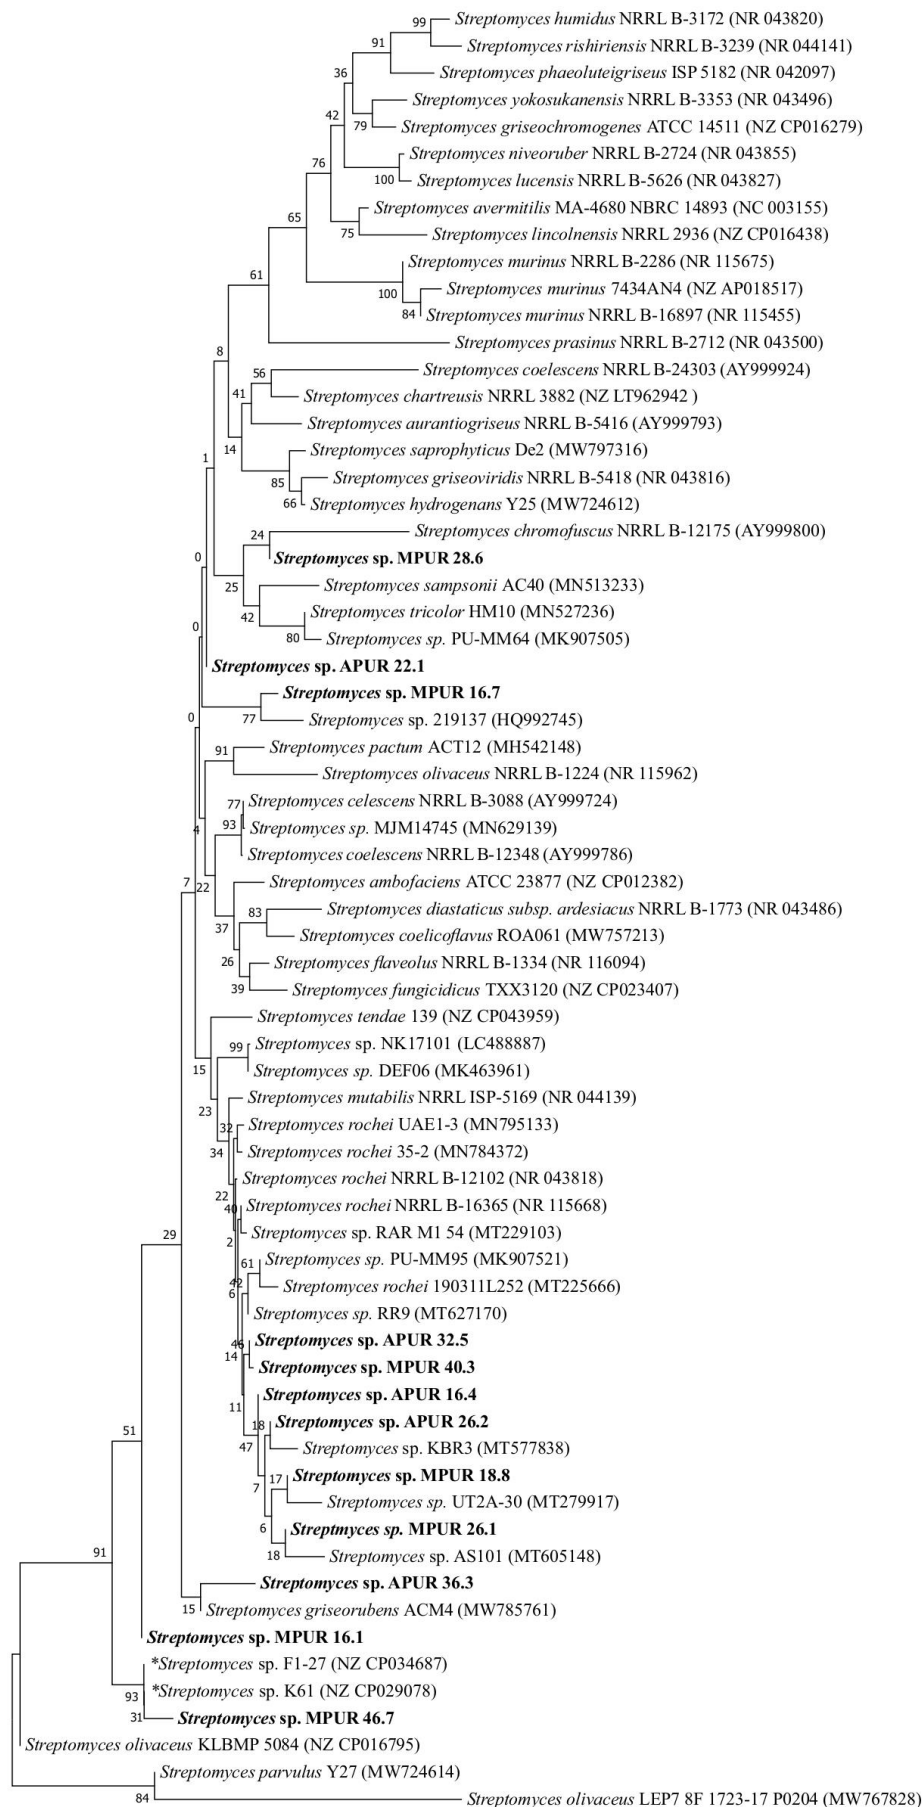 99 Streptomyces humidus NRRL B-3172 (NR 043820)
Streptomyces rishiriensis NRRL B-3239 (NR 044141)
91 Streptomyces phaeoluteigriseus ISP 5182 (NR 042097)
36 Streptomyces yokosukanensis NRRL B-3353 (NR 043496)
79 Streptomyces griseochromogenes ATCC 14511 (NZ CP016279)
42 Streptomyces niveoruber NRRL B-2724 (NR 043855)
100 Streptomyces lucensis NRRL B-5626 (NR 043827)
76 Streptomyces avermitilis MA-4680 NBRC 14893 (NC 003155)
75 Streptomyces lincolnensis NRRL 2936 (NZ CP016438)
65 Streptomyces murinus NRRL B-2286 (NR 115675)
100 Streptomyces murinus 7434AN4 (NZ AP018517)
84 Streptomyces murinus NRRL B-16897 (NR 115455)
61 Streptomyces prasinus NRRL B-2712 (NR 043500)
8 56 Streptomyces coelescens NRRL B-24303 (AY999924)
41 Streptomyces chartreusis NRRL 3882 (NZ LT962942 )
Streptomyces aurantiogriseus NRRL B-5416 (AY999793)
14 Streptomyces saprophyticus De2 (MW797316)
1 85 Streptomyces griseoviridis NRRL B-5418 (NR 043816)
66 Streptomyces hydrogenans Y25 (MW724612)
24 Streptomyces chromofuscus NRRL B-12175 (AY999800)
0 Streptomyces sp. MPUR 28.6
25 Streptomyces sampsonii AC40 (MN513233)
42 Streptomyces tricolor HM10 (MN527236)
0 80 Streptomyces sp. PU-MM64 (MK907505)
Streptomyces sp. APUR 22.1
Streptomyces sp. MPUR 16.7
0 77 Streptomyces sp. 219137 (HQ992745)
91 Streptomyces pactum ACT12 (MH542148)
Streptomyces olivaceus NRRL B-1224 (NR 115962)
77 Streptomyces celescens NRRL B-3088 (AY999724)
4 93 Streptomyces sp. MJM14745 (MN629139)
Streptomyces coelescens NRRL B-12348 (AY999786)
7 22 Streptomyces ambofaciens ATCC 23877 (NZ CP012382)
83 Streptomyces diastaticus subsp. ardesiacus NRRL B-1773 (NR 043486)
37 Streptomyces coelicoflavus ROA061 (MW757213)
26 Streptomyces flaveolus NRRL B-1334 (NR 116094)
39 Streptomyces fungicidicus TXX3120 (NZ CP023407)
Streptomyces tendae 139 (NZ CP043959)
99 Streptomyces sp. NK17101 (LC488887)
15 Streptomyces sp. DEF06 (MK463961)
23 Streptomyces mutabilis NRRL ISP-5169 (NR 044139)
32 Streptomyces rochei UAE1-3 (MN795133)
34 Streptomyces rochei 35-2 (MN784372)
22 Streptomyces rochei NRRL B-12102 (NR 043818)
40 Streptomyces rochei NRRL B-16365 (NR 115668)
29 2 Streptomyces sp. RAR M1 54 (MT229103)
61 Streptomyces sp. PU-MM95 (MK907521)
42 6 Streptomyces rochei 190311L252 (MT225666)
Streptomyces sp. RR9 (MT627170)
46 Streptomyces sp. APUR 32.5
14 Streptomyces sp. MPUR 40.3
11 Streptomyces sp. APUR 16.4
51 18 Streptomyces sp. APUR 26.2
47 Streptomyces sp. KBR3 (MT577838)
17 Streptomyces sp. MPUR 18.8
7 Streptomyces sp. UT2A-30 (MT279917)
6 Streptmyces sp. MPUR 26.1
91 18 Streptomyces sp. AS101 (MT605148)
Streptomyces sp. APUR 36.3
15 Streptomyces griseorubens ACM4 (MW785761)
Streptomyces sp. MPUR 16.1
*Streptomyces sp. F1-27 (NZ CP034687)
93 *Streptomyces sp. K61 (NZ CP029078)
31 Streptomyces sp. MPUR 46.7
Streptomyces olivaceus KLBMP 5084 (NZ CP016795)
Streptomyces parvulus Y27 (MW724614)
84 Streptomyces olivaceus LEP7 8F 1723-17 P0204 (MW767828)